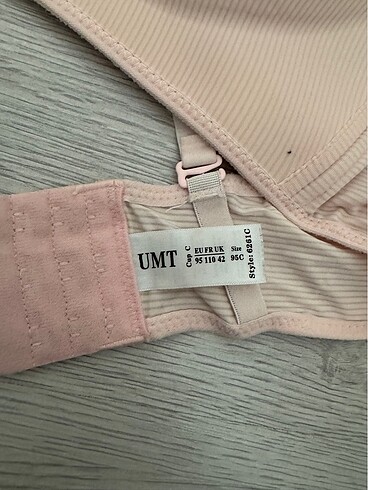 UMT
Cup C
EU FR UK
95 110 42
Size
95C
Style: 6261C